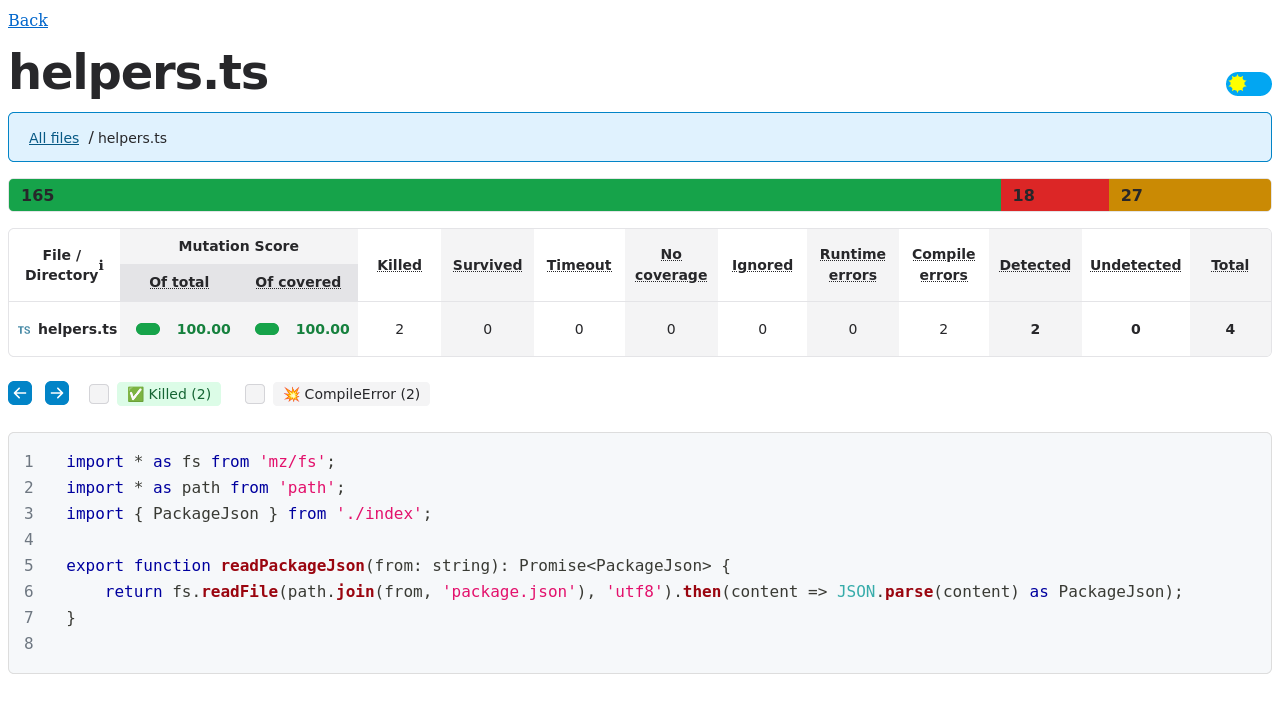 Back
helpers.ts
All files / helpers.ts
165 18 27
File / Directory ℹ Mutation Score Killed Survived Timeout No coverage Ignored Runtime errors Compile errors Detected Undetected Total
Of total Of covered
TS helpers.ts 100.00 100.00 2 0 0 0 0 0 2 2 0 4
✅ Killed (2) 💥 CompileError (2)
1 import * as fs from 'mz/fs';
2 import * as path from 'path';
3 import { PackageJson } from './index';
4
5 export function readPackageJson(from: string): Promise<PackageJson> {
6     return fs.readFile(path.join(from, 'package.json'), 'utf8').then(content => JSON.parse(content) as PackageJson);
7 }
8